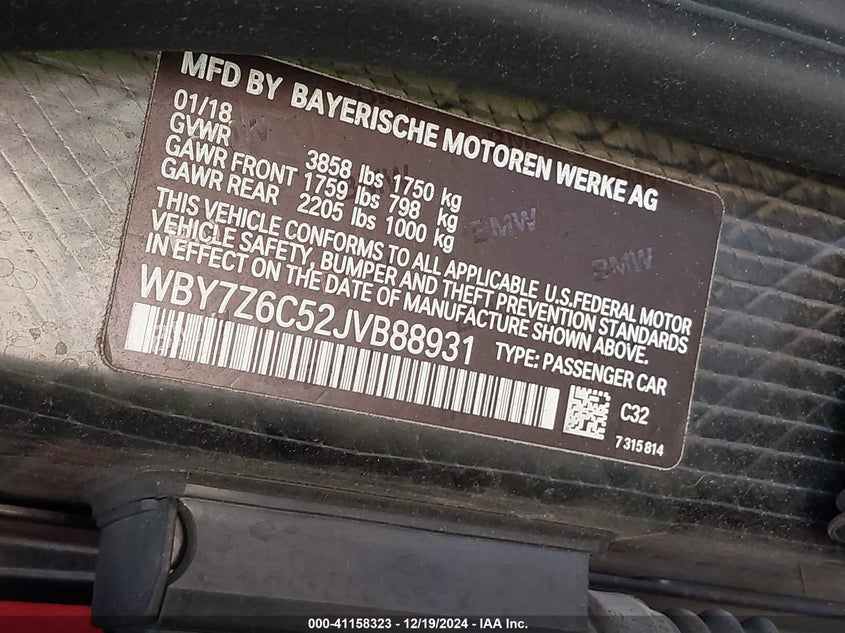 MFD BY BAYERISCHE MOTOREN WERKE AG
01/18
GVWR 3858 lbs 1750 kg
GAWR FRONT 1759 lbs 798 kg
GAWR REAR 2205 lbs 1000 kg
THIS VEHICLE CONFORMS TO ALL APPLICABLE U.S.FEDERAL MOTOR
VEHICLE SAFETY, BUMPER AND THEFT PREVENTION STANDARDS
IN EFFECT ON THE DATE OF MANUFACTURE SHOWN ABOVE.
WBY7Z6C52JVB88931 TYPE: PASSENGER CAR
C32
7 315 814
BMW
BMW
BMW
BMW
000-41158323 - 12/19/2024 - IAA Inc.